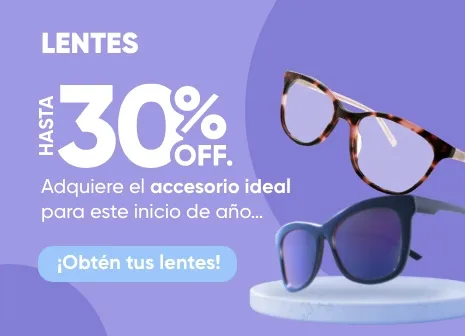 LENTES
HASTA
30%
OFF.
Adquiere el accesorio ideal
para este inicio de año...
¡Obtén tus lentes!